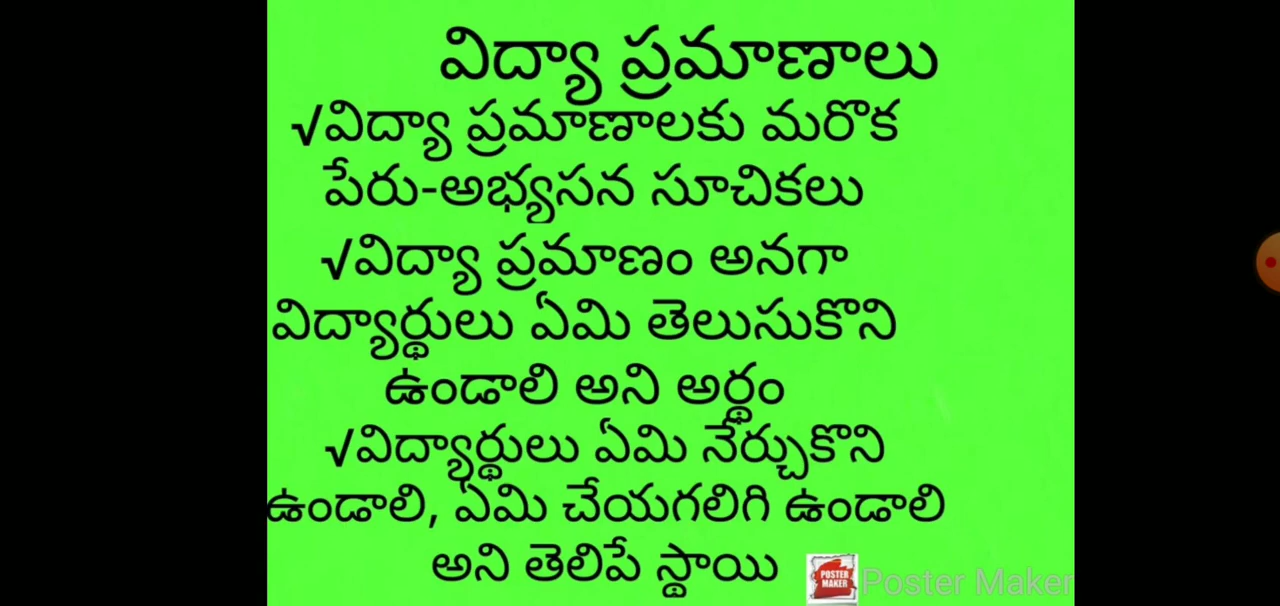 విద్యా ప్రమాణాలు
√విద్యా ప్రమాణాలకు మరొక
పేరు-అభ్యసన సూచికలు
√విద్యా ప్రమాణం అనగా
విద్యార్థులు ఏమి తెలుసుకొని
ఉండాలి అని అర్థం
√విద్యార్థులు ఏమి నేర్చుకొని
ఉండాలి, ఏమి చేయగలిగి ఉండాలి
అని తెలిపే స్థాయి
POSTER
MAKER
Poster Maker